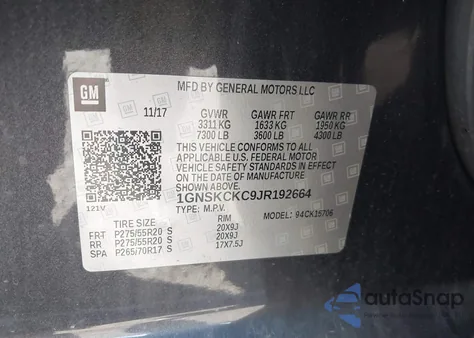 GM
MFD BY GENERAL MOTORS LLC
11/17 GVWR GAWR FRT GAWR RR
3311 KG 1633 KG 1950 KG
7300 LB 3600 LB 4300 LB
THIS VEHICLE CONFORMS TO ALL
APPLICABLE U.S. FEDERAL MOTOR
VEHICLE SAFETY STANDARDS IN
EFFECT ON THE DATE OF
MANUFACTURE SHOWN ABOVE.
1GNSKCKC9JR192664
TYPE: M.P.V.
121V
MODEL: 94CK15706
TIRE SIZE RIM
FRT P275/55R20 S 20X9J
RR P275/55R20 S 20X9J
SPA P265/70R17 S 17X7.5J
autoSnap